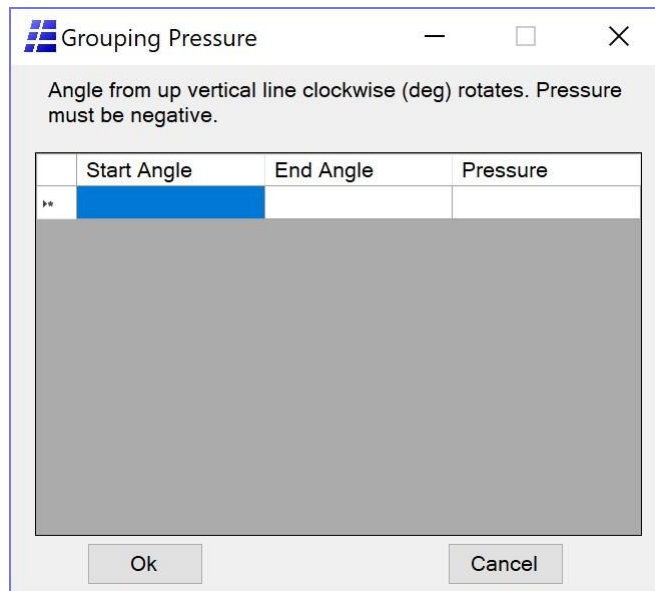 Grouping Pressure
Angle from up vertical line clockwise (deg) rotates. Pressure
must be negative.
Start Angle End Angle Pressure
Ok Cancel